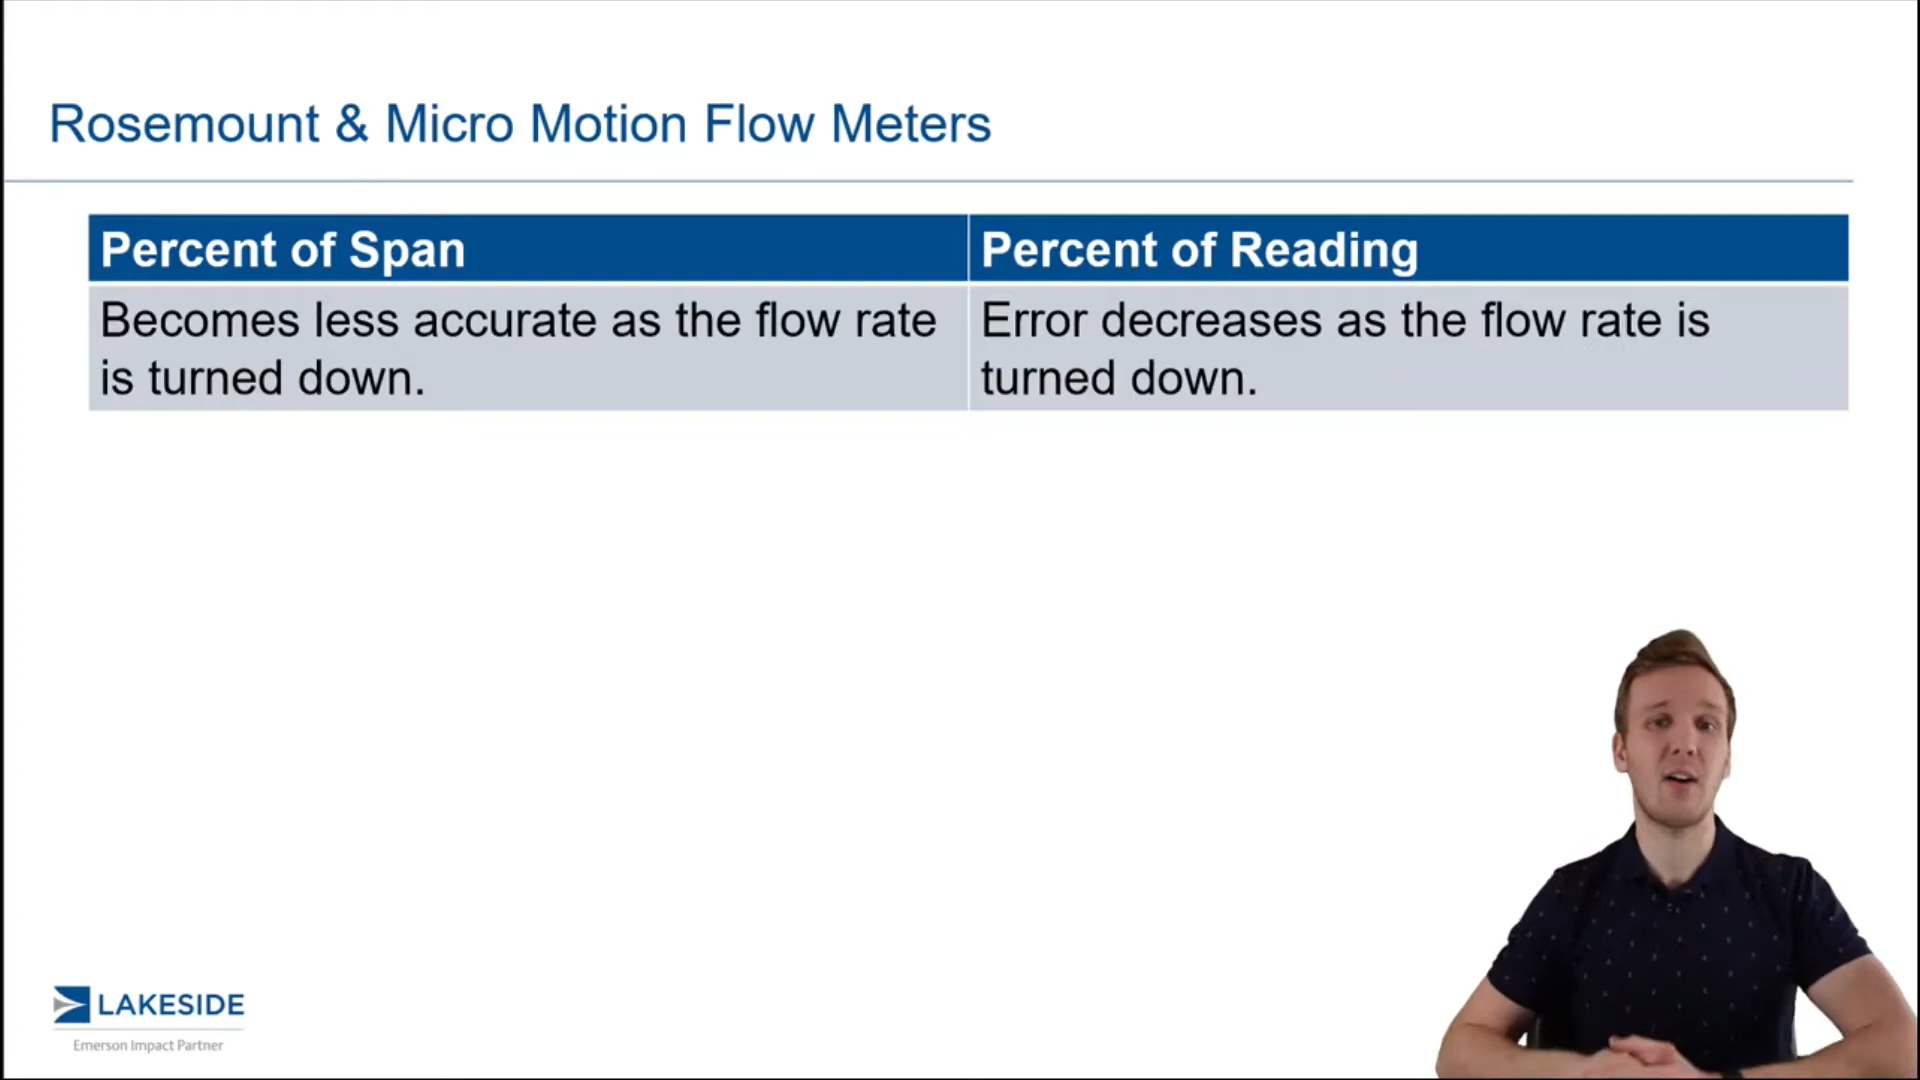 Rosemount & Micro Motion Flow Meters
Percent of Span
Percent of Reading
Becomes less accurate as the flow rate
is turned down.
Error decreases as the flow rate is
turned down.
LAKESIDE
Emerson Impact Partner